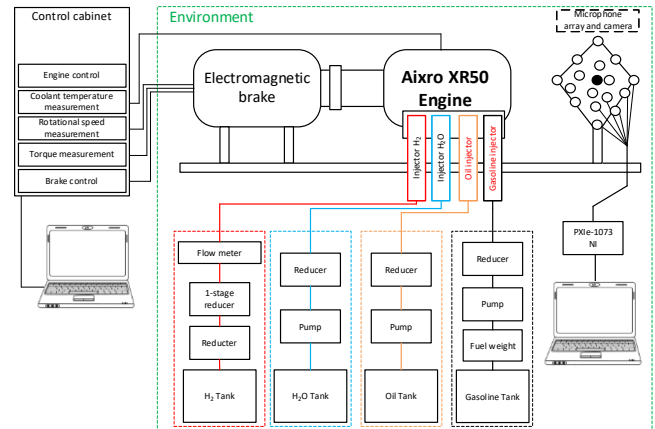 Control cabinet
Engine control
Coolant temperature
measurement
Rotational speed
measurement
Torque measurement
Brake control
Environment
Electromagnetic
brake
Aixro XR50
Engine
Microphone
array and camera
Injector H2
Injector H2O
Oil injector
Gasoline injector
Flow meter
1-stage
reducer
Reducter
H2 Tank
Reducer
Pump
H2O Tank
Reducer
Pump
Oil Tank
Reducer
Pump
Fuel weight
Gasoline Tank
PXIe-1073
NI